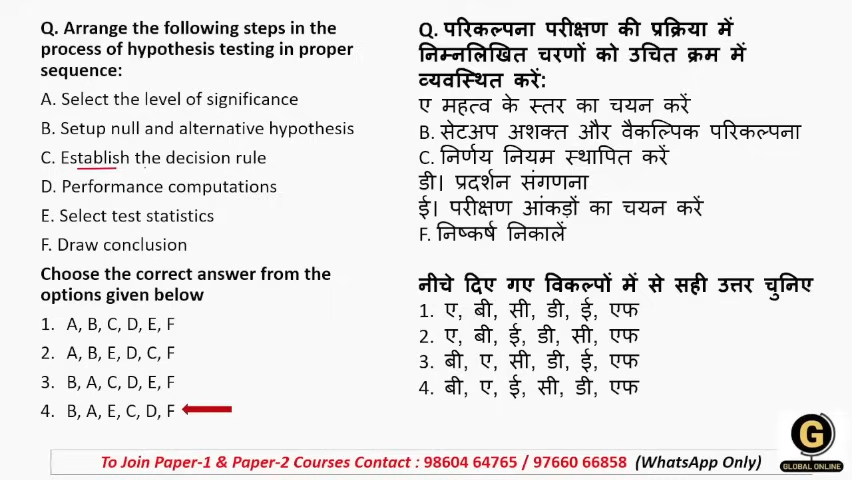 Q. Arrange the following steps in the
process of hypothesis testing in proper
sequence:
A. Select the level of significance
B. Setup null and alternative hypothesis
C. Establish the decision rule
D. Performance computations
E. Select test statistics
F. Draw conclusion
Choose the correct answer from the
options given below
1. A, B, C, D, E, F
2. A, B, E, D, C, F
3. B, A, C, D, E, F
4. B, A, E, C, D, F
Q. परिकल्पना परीक्षण की प्रक्रिया में
निम्नलिखित चरणों को उचित क्रम में
व्यवस्थित करें:
ए महत्व के स्तर का चयन करें
B. सेटअप अशक्त और वैकल्पिक परिकल्पना
C. निर्णय नियम स्थापित करें
डी। प्रदर्शन संगणना
ई। परीक्षण आंकड़ों का चयन करें
F. निष्कर्ष निकालें
नीचे दिए गए विकल्पों में से सही उत्तर चुनिए
1. ए, बी, सी, डी, ई, एफ
2. ए, बी, ई, डी, सी, एफ
3. बी, ए, सी, डी, ई, एफ
4. बी, ए, ई, सी, डी, एफ
G
GLOBAL ONLINE
To Join Paper-1 & Paper-2 Courses Contact : 98604 64765 / 97660 66858 (WhatsApp Only)